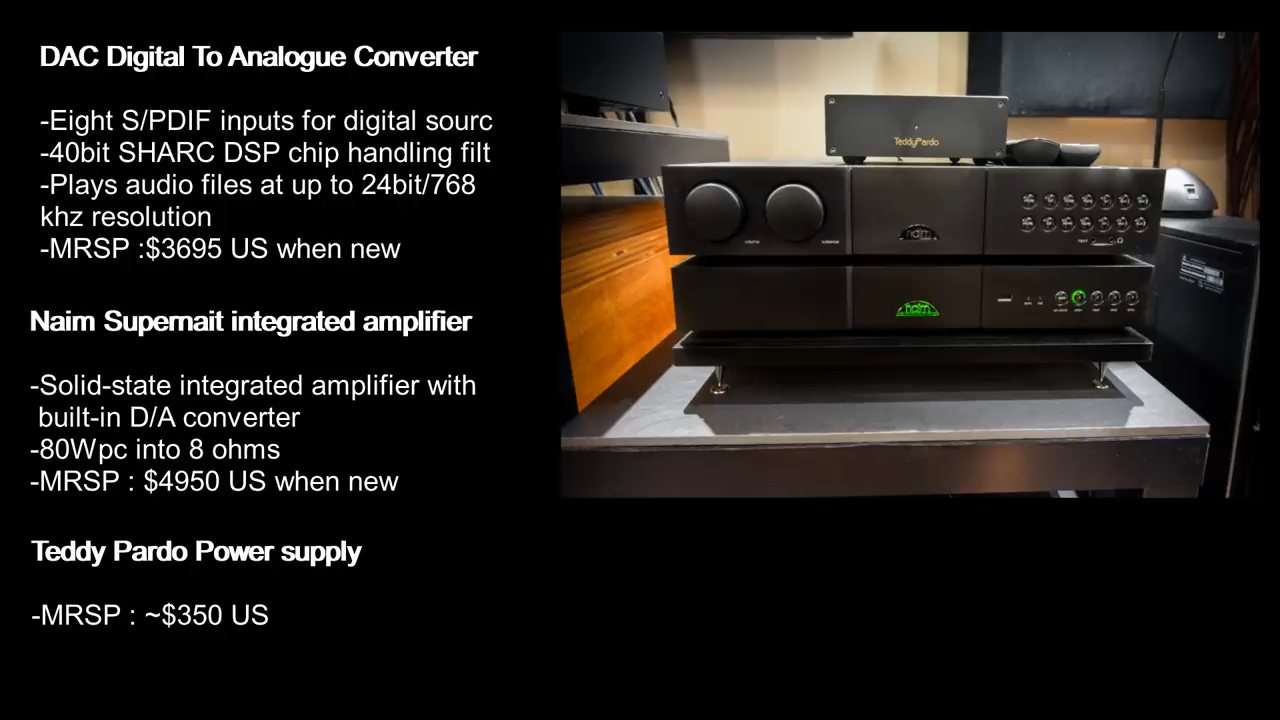 DAC Digital To Analogue Converter
-Eight S/PDIF inputs for digital sourc
-40bit SHARC DSP chip handling filt
-Plays audio files at up to 24bit/768
khz resolution
-MRSP :$3695 US when new
Naim Supernait integrated amplifier
-Solid-state integrated amplifier with
built-in D/A converter
-80Wpc into 8 ohms
-MRSP : $4950 US when new
Teddy Pardo Power supply
-MRSP : ~$350 US
TeddyPardo
naim
volume
balance
input
naim